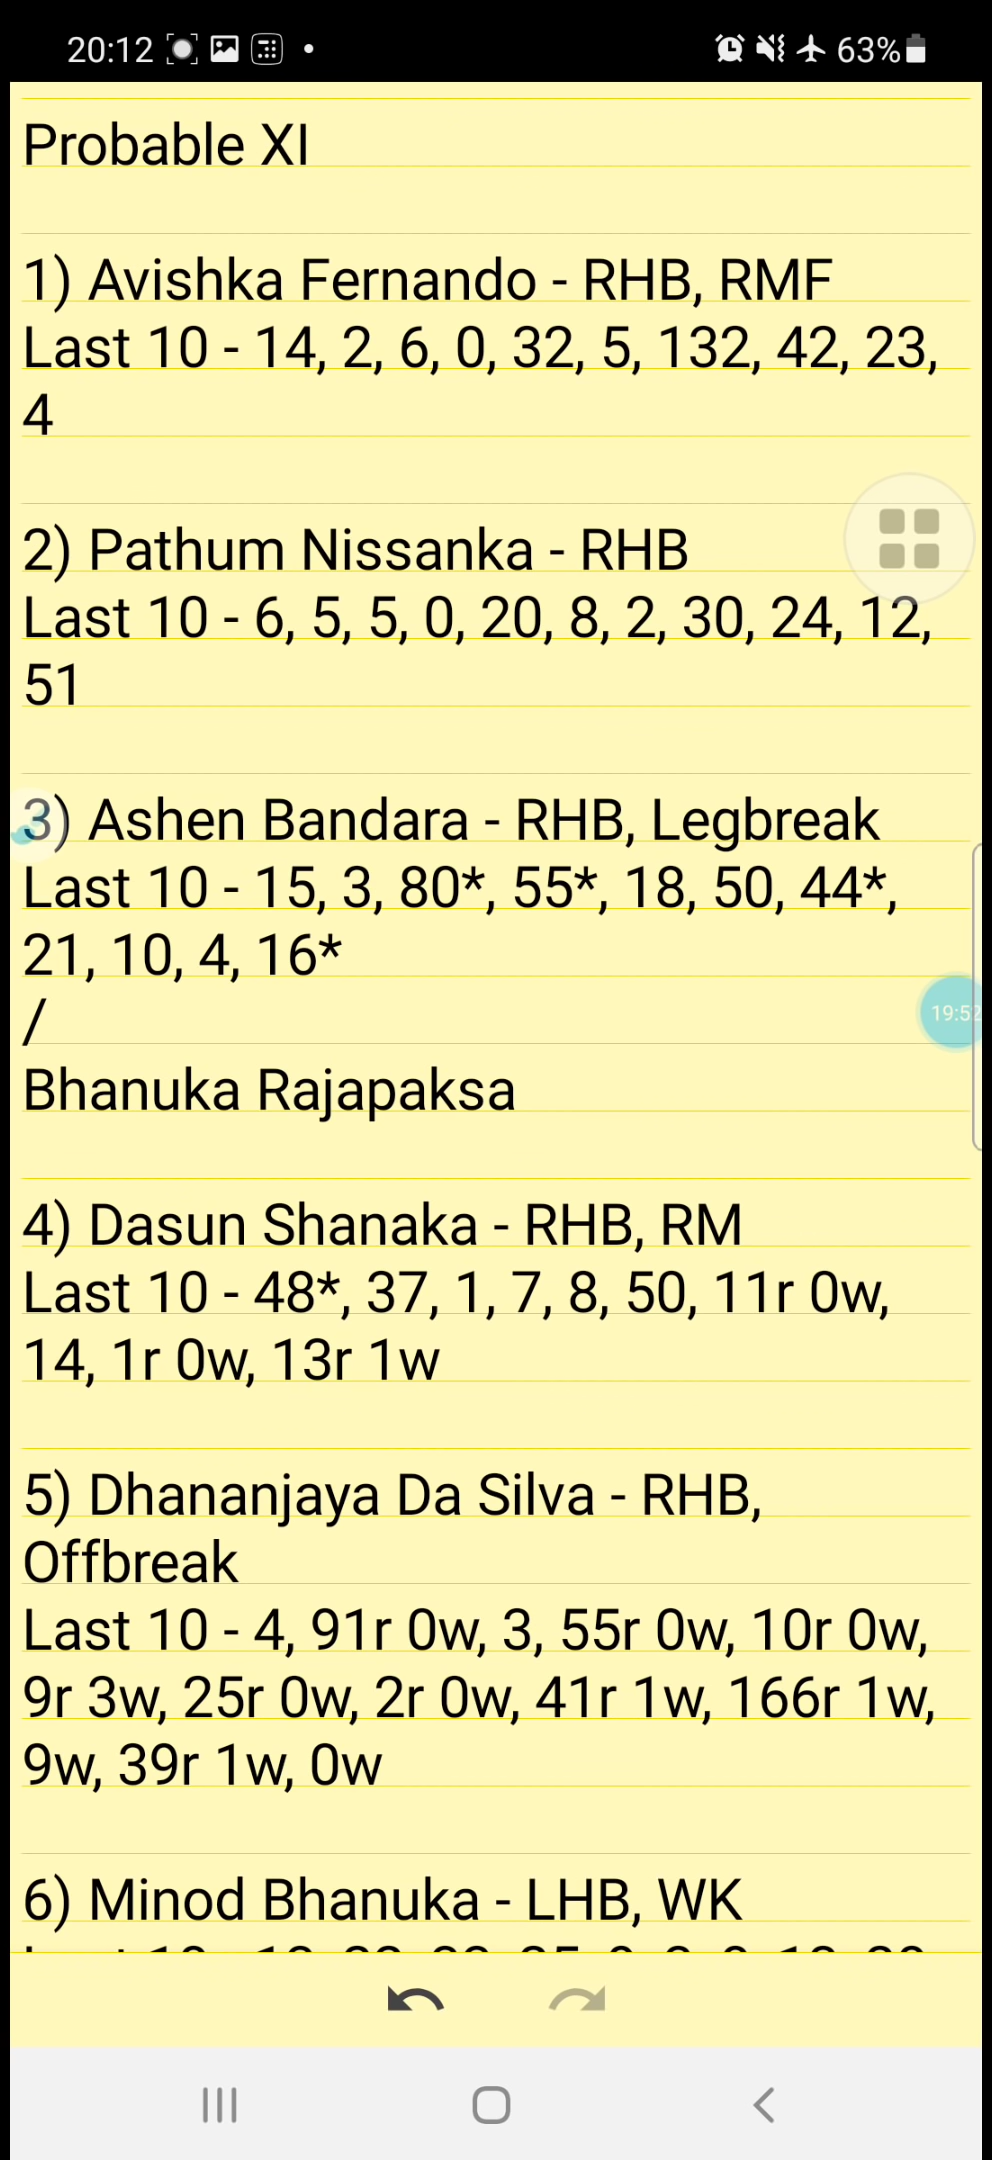 20:12
63%
Probable XI
1) Avishka Fernando - RHB, RMF
Last 10 - 14, 2, 6, 0, 32, 5, 132, 42, 23,
4
2) Pathum Nissanka - RHB
Last 10 - 6, 5, 5, 0, 20, 8, 2, 30, 24, 12,
51
3) Ashen Bandara - RHB, Legbreak
Last 10 - 15, 3, 80*, 55*, 18, 50, 44*,
21, 10, 4, 16*
/
19:52
Bhanuka Rajapaksa
4) Dasun Shanaka - RHB, RM
Last 10 - 48*, 37, 1, 7, 8, 50, 11r 0w,
14, 1r 0w, 13r 1w
5) Dhananjaya Da Silva - RHB,
Offbreak
Last 10 - 4, 91r 0w, 3, 55r 0w, 10r 0w,
9r 3w, 25r 0w, 2r 0w, 41r 1w, 166r 1w,
9w, 39r 1w, 0w
6) Minod Bhanuka - LHB, WK